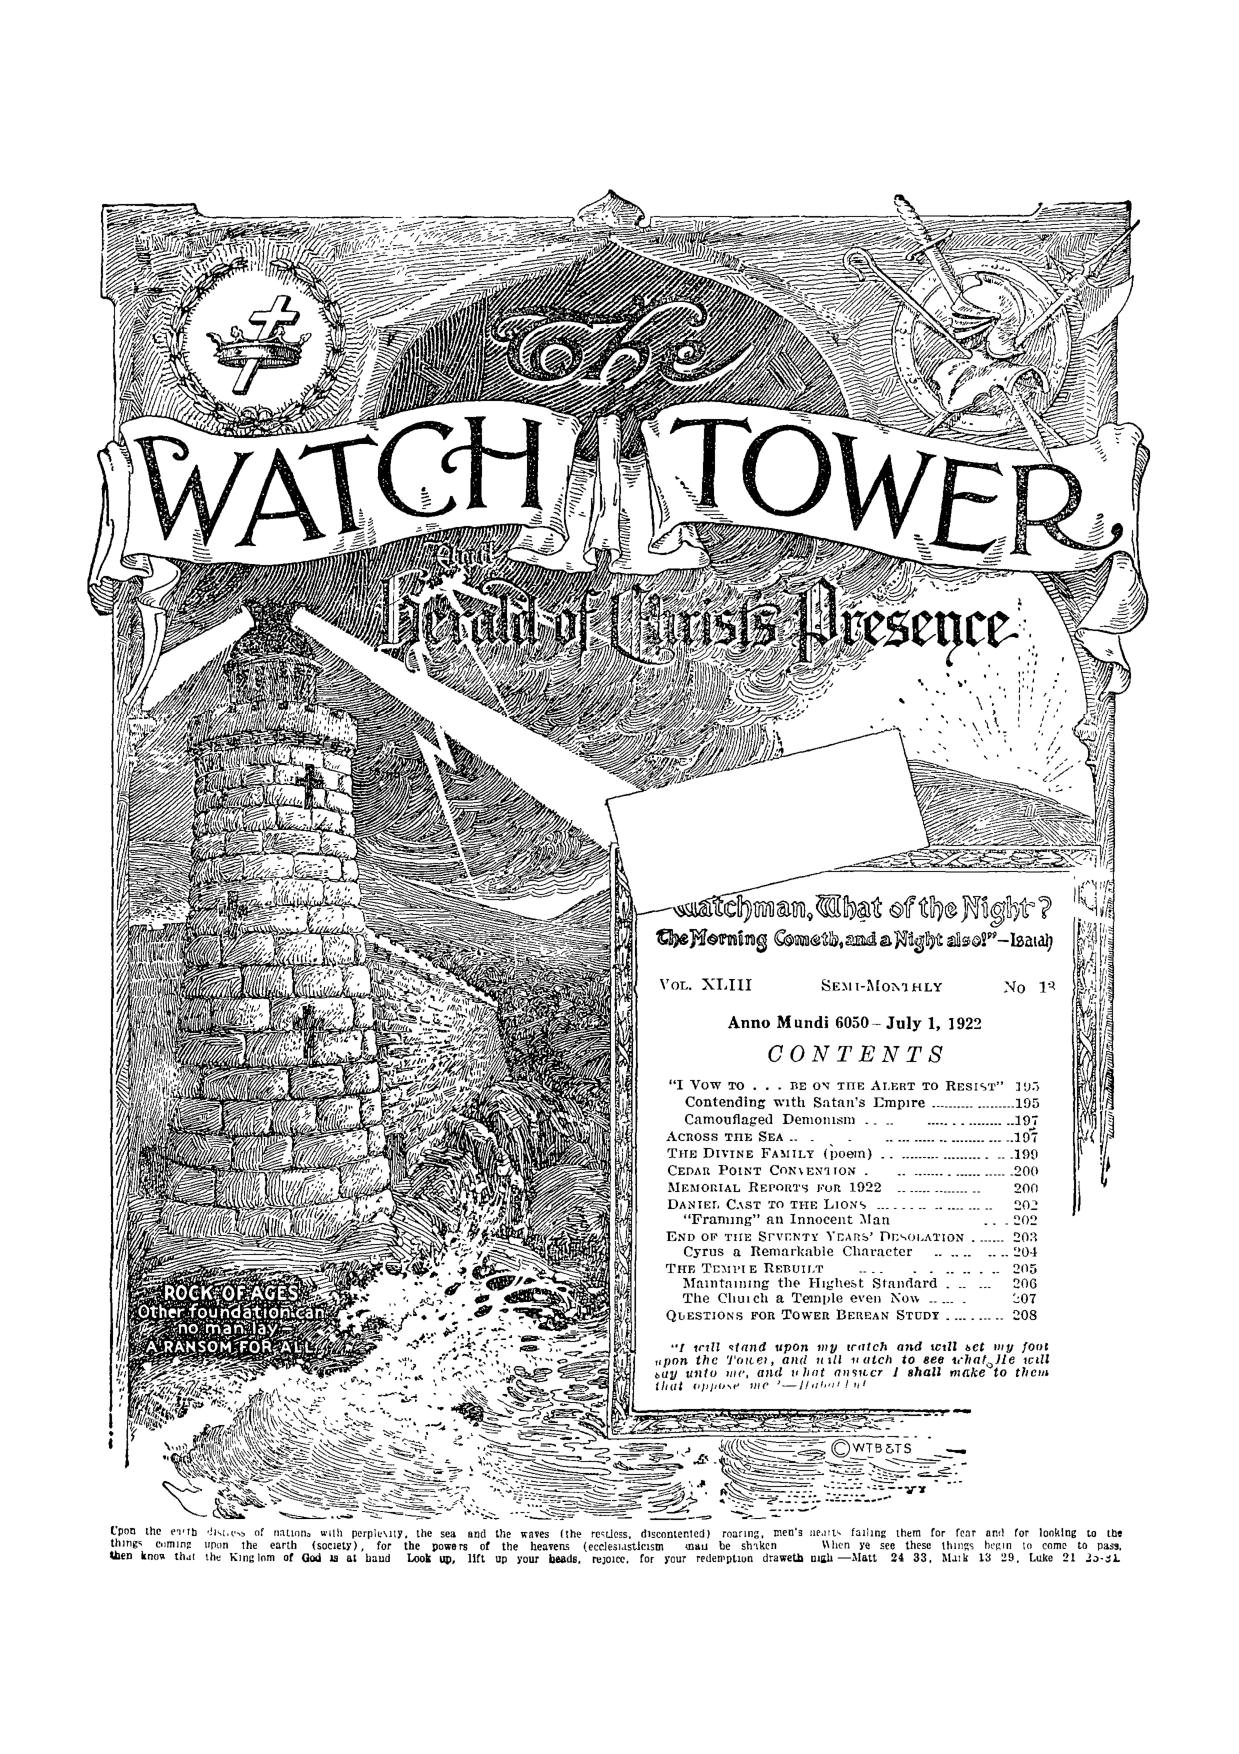 The
WATCH TOWER
And
Herald of Christ's Presence
Watchman, What of the Night?
The Morning Cometh, and a Night also!"—Isaiah
VOL. XLIII SEMI-MONTHLY No 13
Anno Mundi 6050 – July 1, 1922
CONTENTS
"I VOW TO . . . BE ON THE ALERT TO RESIST" 195
Contending with Satan's Empire 195
Camouflaged Demonism 197
ACROSS THE SEA 197
THE DIVINE FAMILY (poem) 199
CEDAR POINT CONVENTION 200
MEMORIAL REPORTS FOR 1922 200
DANIEL CAST TO THE LIONS 202
"Framing" an Innocent Man 202
END OF THE SEVENTY YEARS' DESOLATION 203
Cyrus a Remarkable Character 204
THE TEMPLE REBUILT 205
Maintaining the Highest Standard 206
The Church a Temple even Now 207
QUESTIONS FOR TOWER BEREAN STUDY 208
"I will stand upon my watch and will set my foot
upon the Tower, and will watch to see what He will
say unto me, and what answer I shall make to them
that oppose me
ROCK OF AGES
Other foundation can
no man lay—
A RANSOM FOR ALL
©WTB&TS
Upon the earth distress of nations with perplexity, the sea and the waves (the restless, discontented) roaring, men's hearts failing them for fear and for looking to the
things coming upon the earth (society), for the powers of the heavens (ecclesiasticism shall be shaken When ye see these things begin to come to pass,
then know that the Kingdom of God is at hand Look up, lift up your heads, rejoice, for your redemption draweth nigh—Matt 24 33, Mark 13 29, Luke 21 25-31